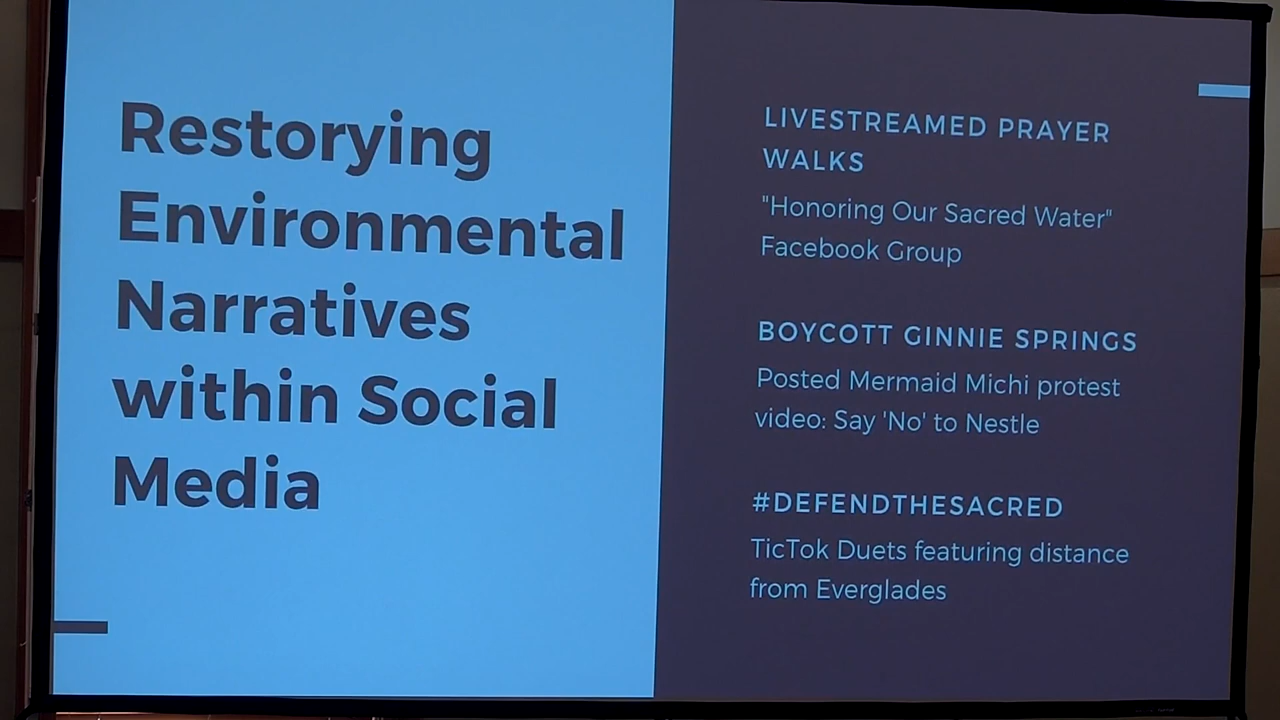 Restorying
Environmental
Narratives
within Social
Media
LIVESTREAMED PRAYER
WALKS
"Honoring Our Sacred Water"
Facebook Group
BOYCOTT GINNIE SPRINGS
Posted Mermaid Michi protest
video: Say 'No' to Nestle
#DEFENDTHESACRED
TicTok Duets featuring distance
from Everglades